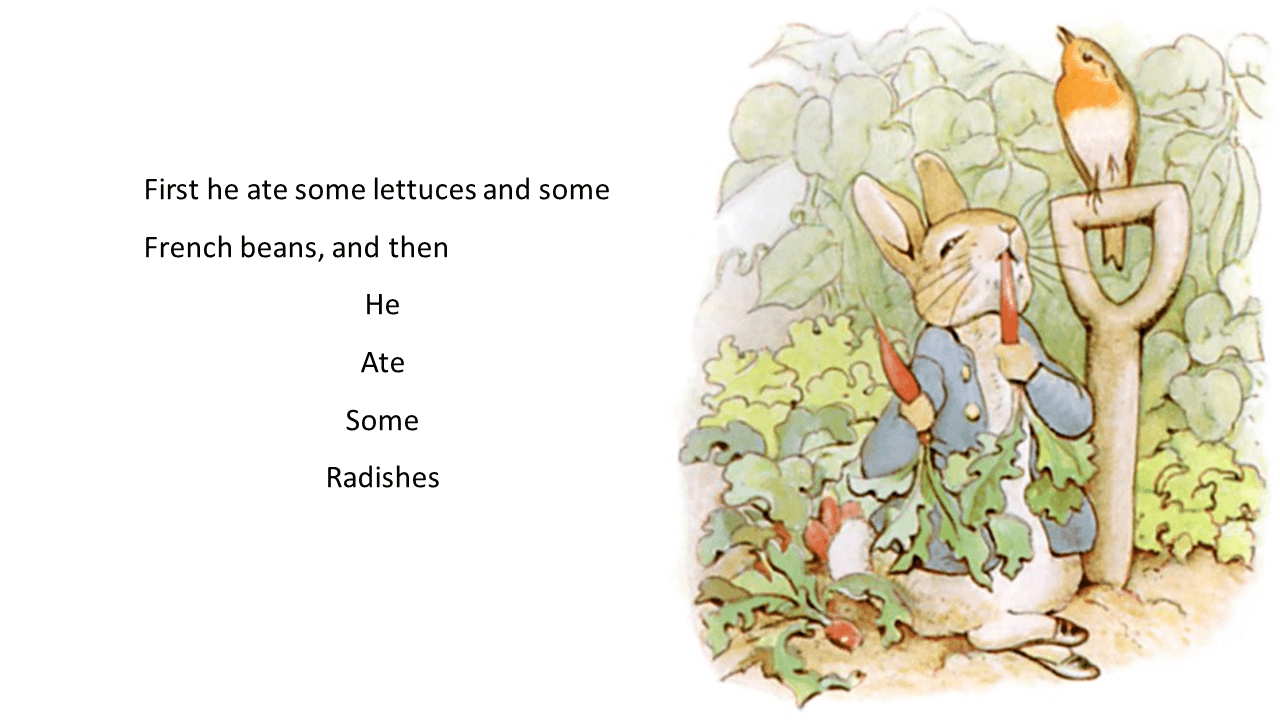 First he ate some lettuces and some
French beans, and then
He
Ate
Some
Radishes